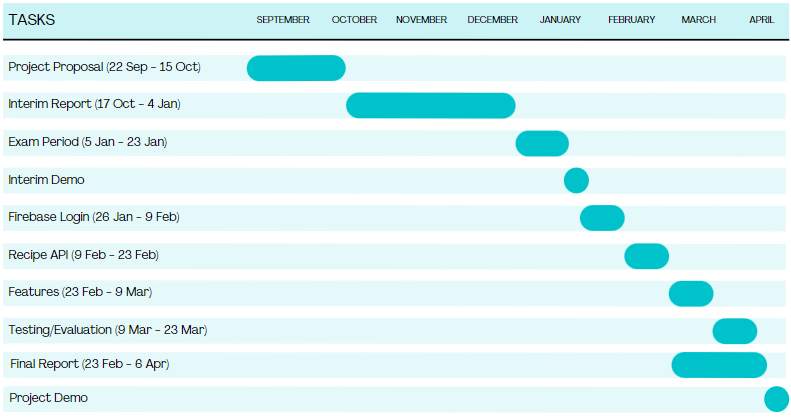 TASKS SEPTEMBER OCTOBER NOVEMBER DECEMBER JANUARY FEBRUARY MARCH APRIL
Project Proposal (22 Sep - 15 Oct)
Interim Report (17 Oct - 4 Jan)
Exam Period (5 Jan - 23 Jan)
Interim Demo
Firebase Login (26 Jan - 9 Feb)
Recipe API (9 Feb - 23 Feb)
Features (23 Feb - 9 Mar)
Testing/Evaluation (9 Mar - 23 Mar)
Final Report (23 Feb - 6 Apr)
Project Demo